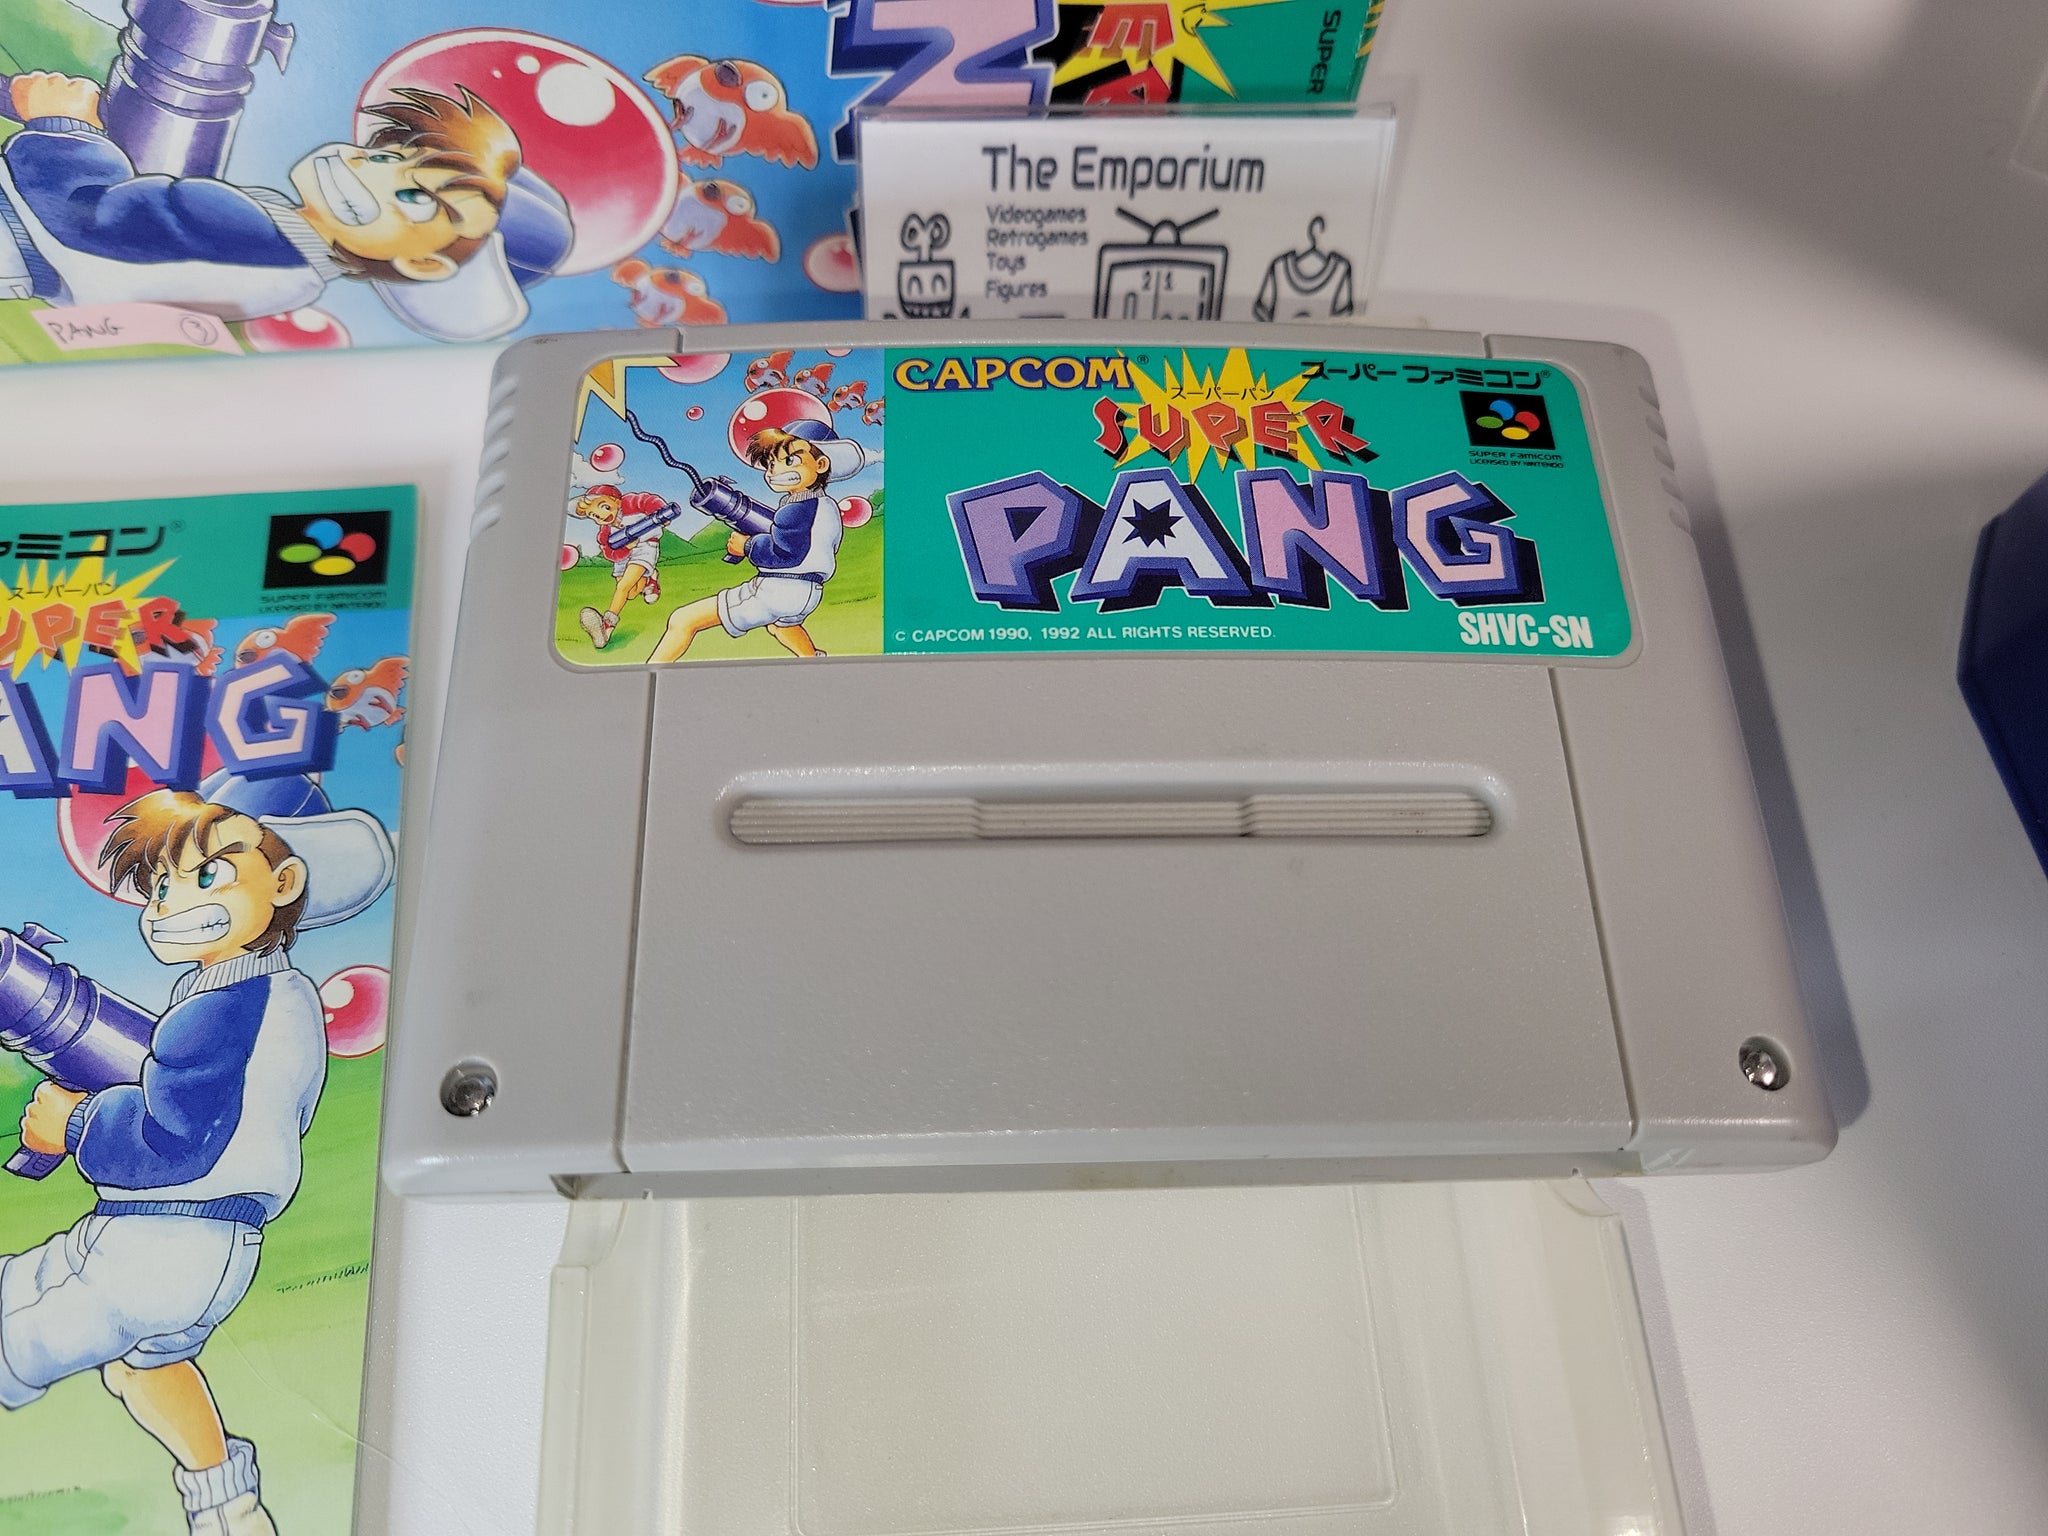 SUPER
The Emporium
Videogames
Retrogames
Toys
Figures
2 1
PANG 3
CAPCOM®
スーパーファミコン®
スーパーパン
SUPER
PANG
SUPER FAMICOM
LICENSED BY NINTENDO
© CAPCOM 1990, 1992 ALL RIGHTS RESERVED.
SHVC-SN
ファミコン®
スーパーパン
UPER
ANG
SUPER FAMICOM
LICENSED BY NINTENDO